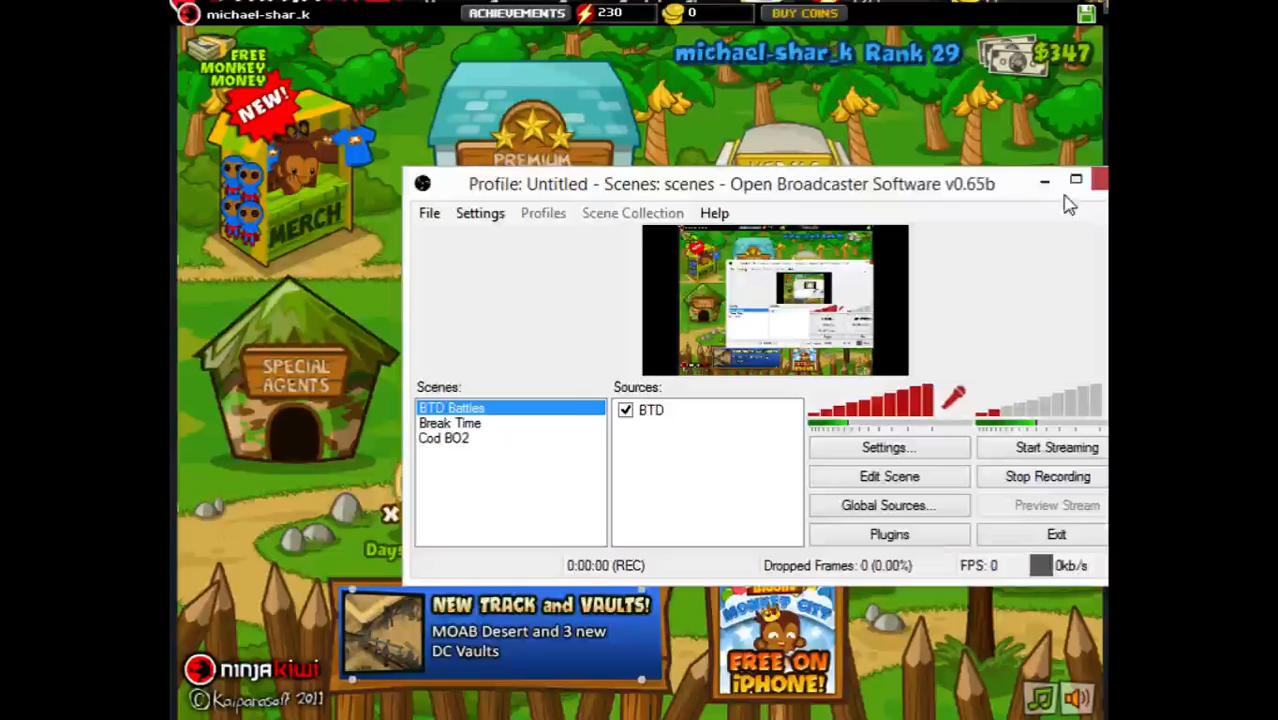 michael-shar_k
ACHIEVEMENTS
230
0
BUY COINS
FREE
MONKEY
MONEY
michael-shar_k Rank 29
$347
NEW!
MERCH
PREMIUM
Profile: Untitled - Scenes: scenes - Open Broadcaster Software v0.65b
File Settings Profiles Scene Collection Help
SPECIAL
AGENTS
Scenes:
BTD Battles
Break Time
Cod BO2
Sources:
BTD
Settings...
Start Streaming
Edit Scene
Stop Recording
Global Sources...
Preview Stream
Plugins
Exit
X
Days
0:00:00 (REC)
Dropped Frames: 0 (0.00%)
FPS: 0
0kb/s
NEW TRACK and VAULTS!
MOAB Desert and 3 new
DC Vaults
MONKEY CITY
FREE ON
iPHONE!
ninjakiwi
© Kaiparasoft 2011